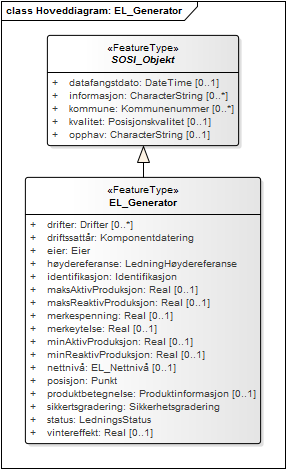 class Hoveddiagram: EL_Generator
«FeatureType»
SOSI_Objekt
+ datafangstdato: DateTime [0..1]
+ informasjon: CharacterString [0..*]
+ kommune: Kommunenummer [0..*]
+ kvalitet: Posisjonskvalitet [0..1]
+ opphav: CharacterString [0..1]
«FeatureType»
EL_Generator
+ drifter: Drifter [0..*]
+ driftssattår: Komponentdatering
+ eier: Eier
+ høydereferanse: LedningHøydereferanse
+ identifikasjon: Identifikasjon
+ maksAktivProduksjon: Real [0..1]
+ maksReaktivProduksjon: Real [0..1]
+ merkespenning: Real [0..1]
+ merkeytelse: Real [0..1]
+ minAktivProduksjon: Real [0..1]
+ minReaktivProduksjon: Real [0..1]
+ nettnivå: EL_Nettnivå [0..1]
+ posisjon: Punkt
+ produktbetegnelse: Produktinformasjon [0..1]
+ sikkertsgradering: Sikkerhetsgradering
+ status: LedningsStatus
+ vintereffekt: Real [0..1]